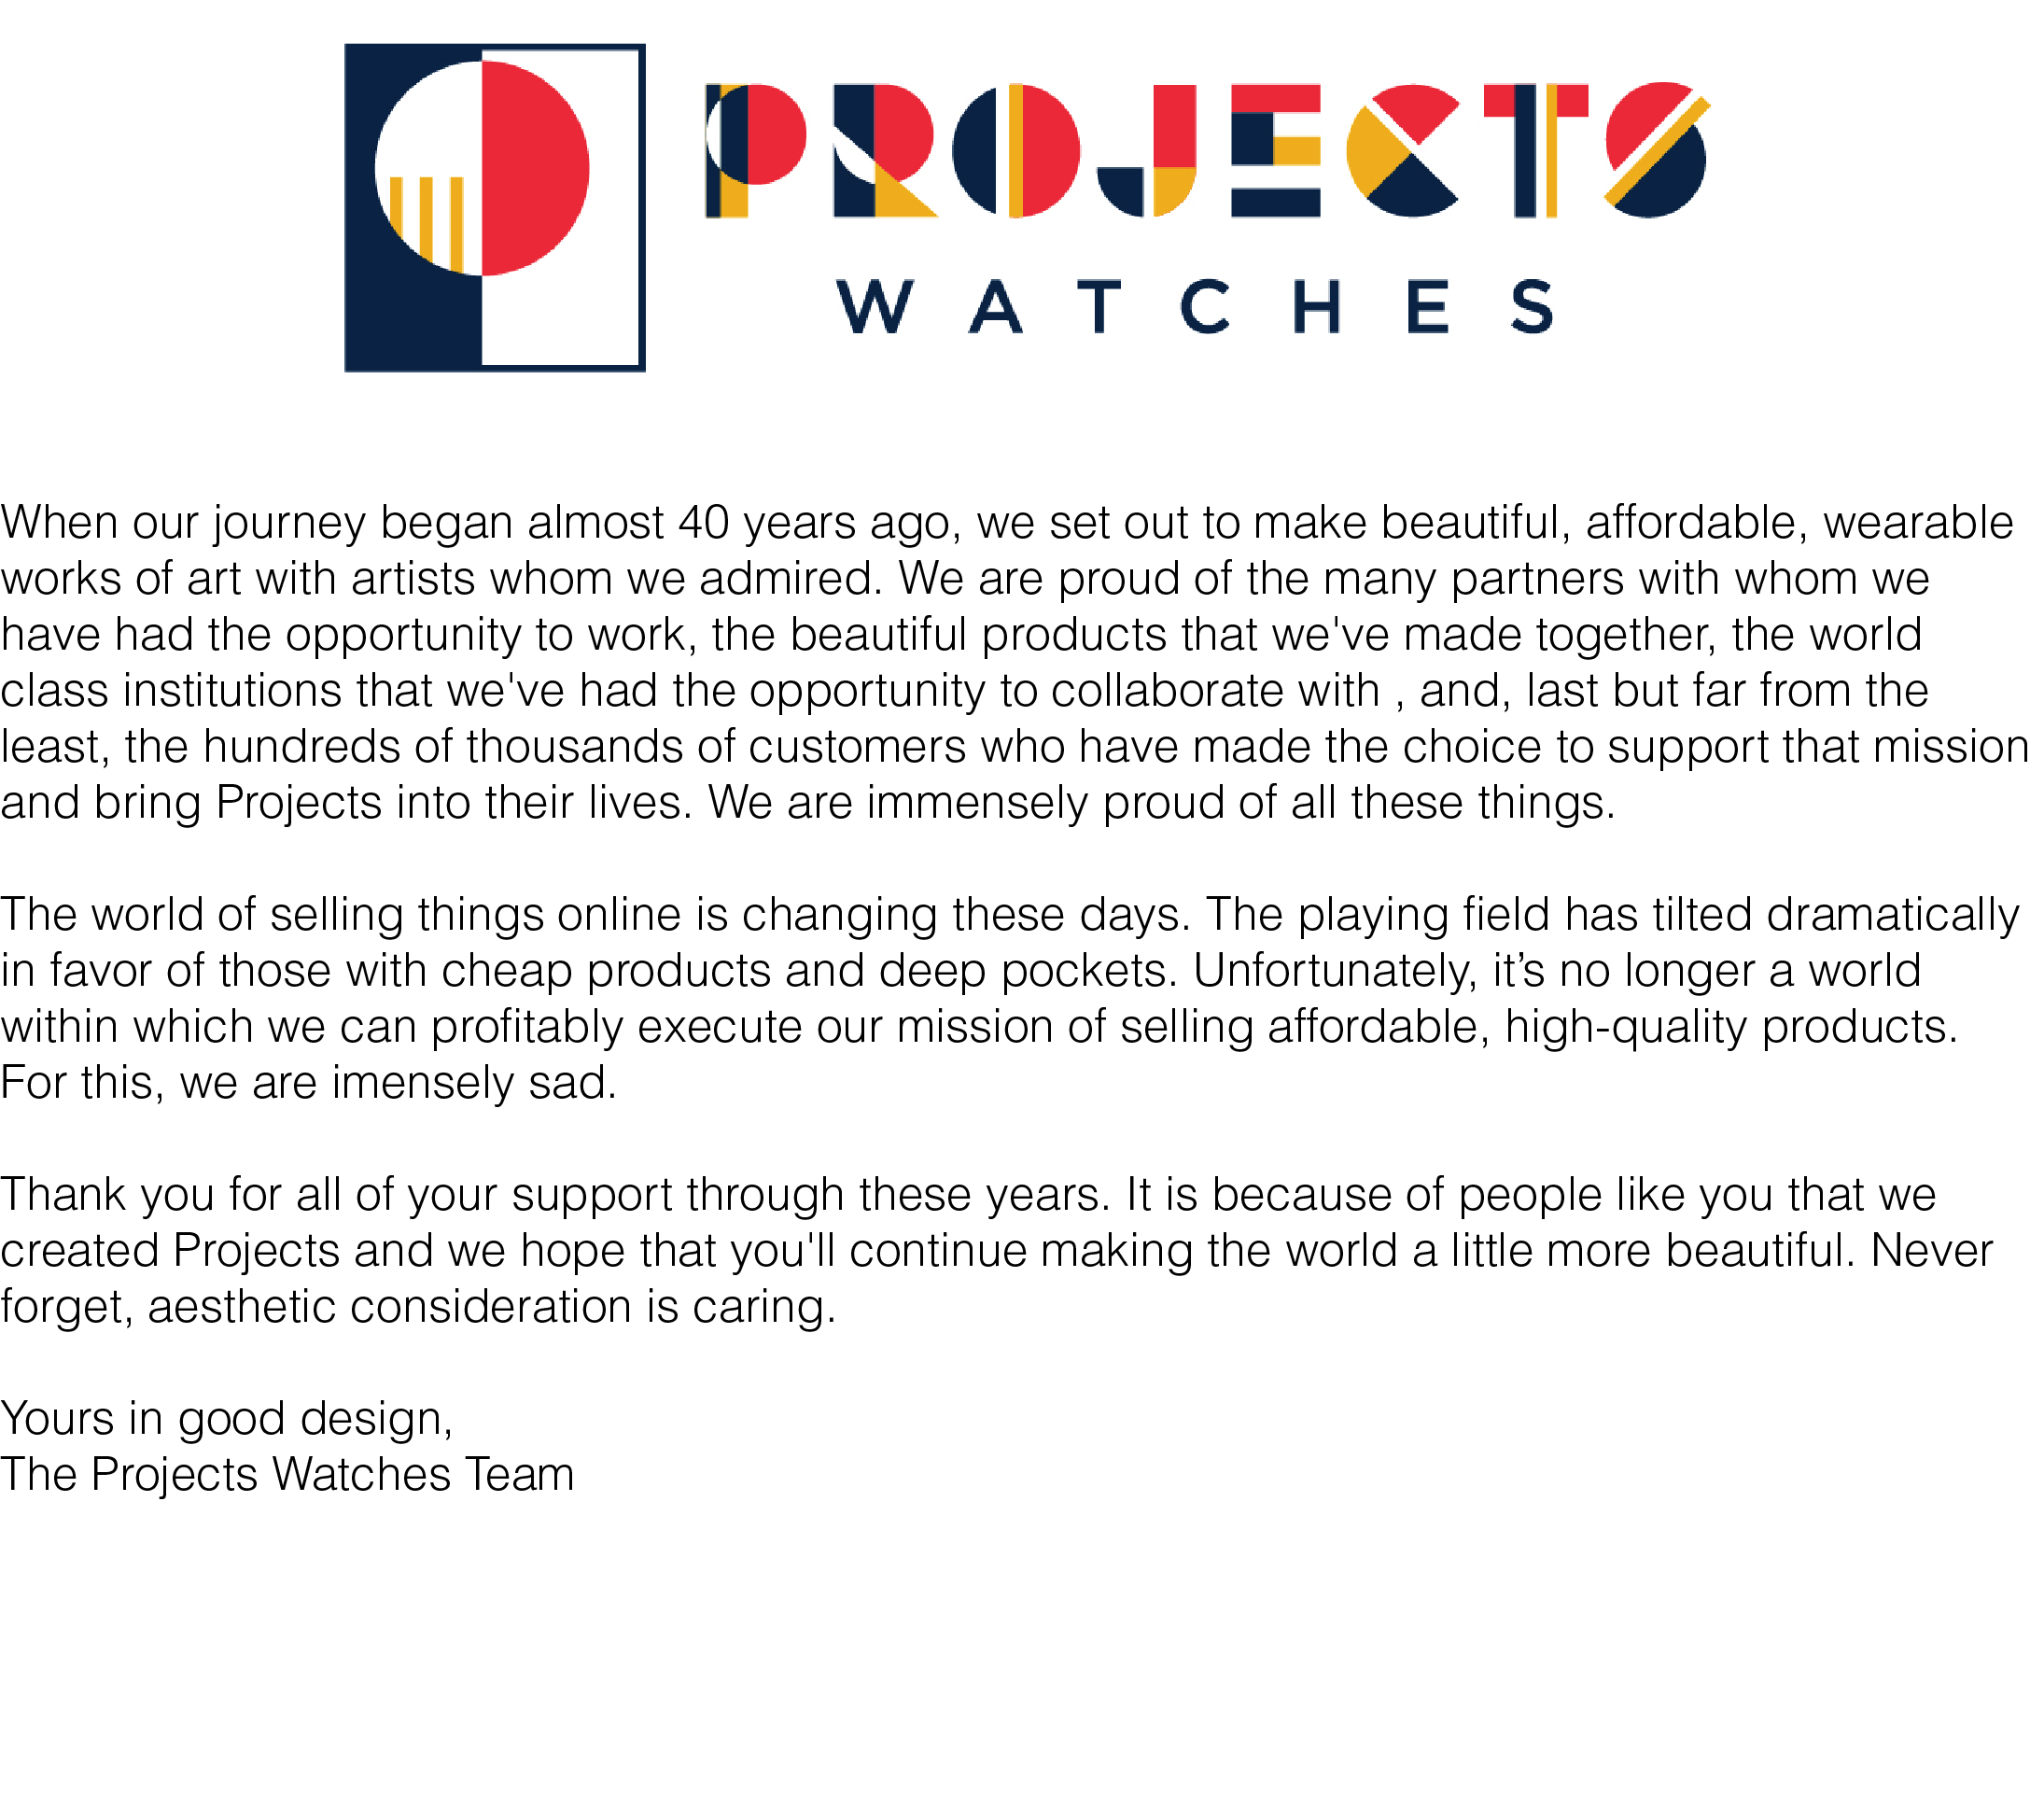 PROJECTS
WATCHES
When our journey began almost 40 years ago, we set out to make beautiful, affordable, wearable
works of art with artists whom we admired. We are proud of the many partners with whom we
have had the opportunity to work, the beautiful products that we've made together, the world
class institutions that we've had the opportunity to collaborate with , and, last but far from the
least, the hundreds of thousands of customers who have made the choice to support that mission
and bring Projects into their lives. We are immensely proud of all these things.
The world of selling things online is changing these days. The playing field has tilted dramatically
in favor of those with cheap products and deep pockets. Unfortunately, it’s no longer a world
within which we can profitably execute our mission of selling affordable, high-quality products.
For this, we are imensely sad.
Thank you for all of your support through these years. It is because of people like you that we
created Projects and we hope that you'll continue making the world a little more beautiful. Never
forget, aesthetic consideration is caring.
Yours in good design,
The Projects Watches Team